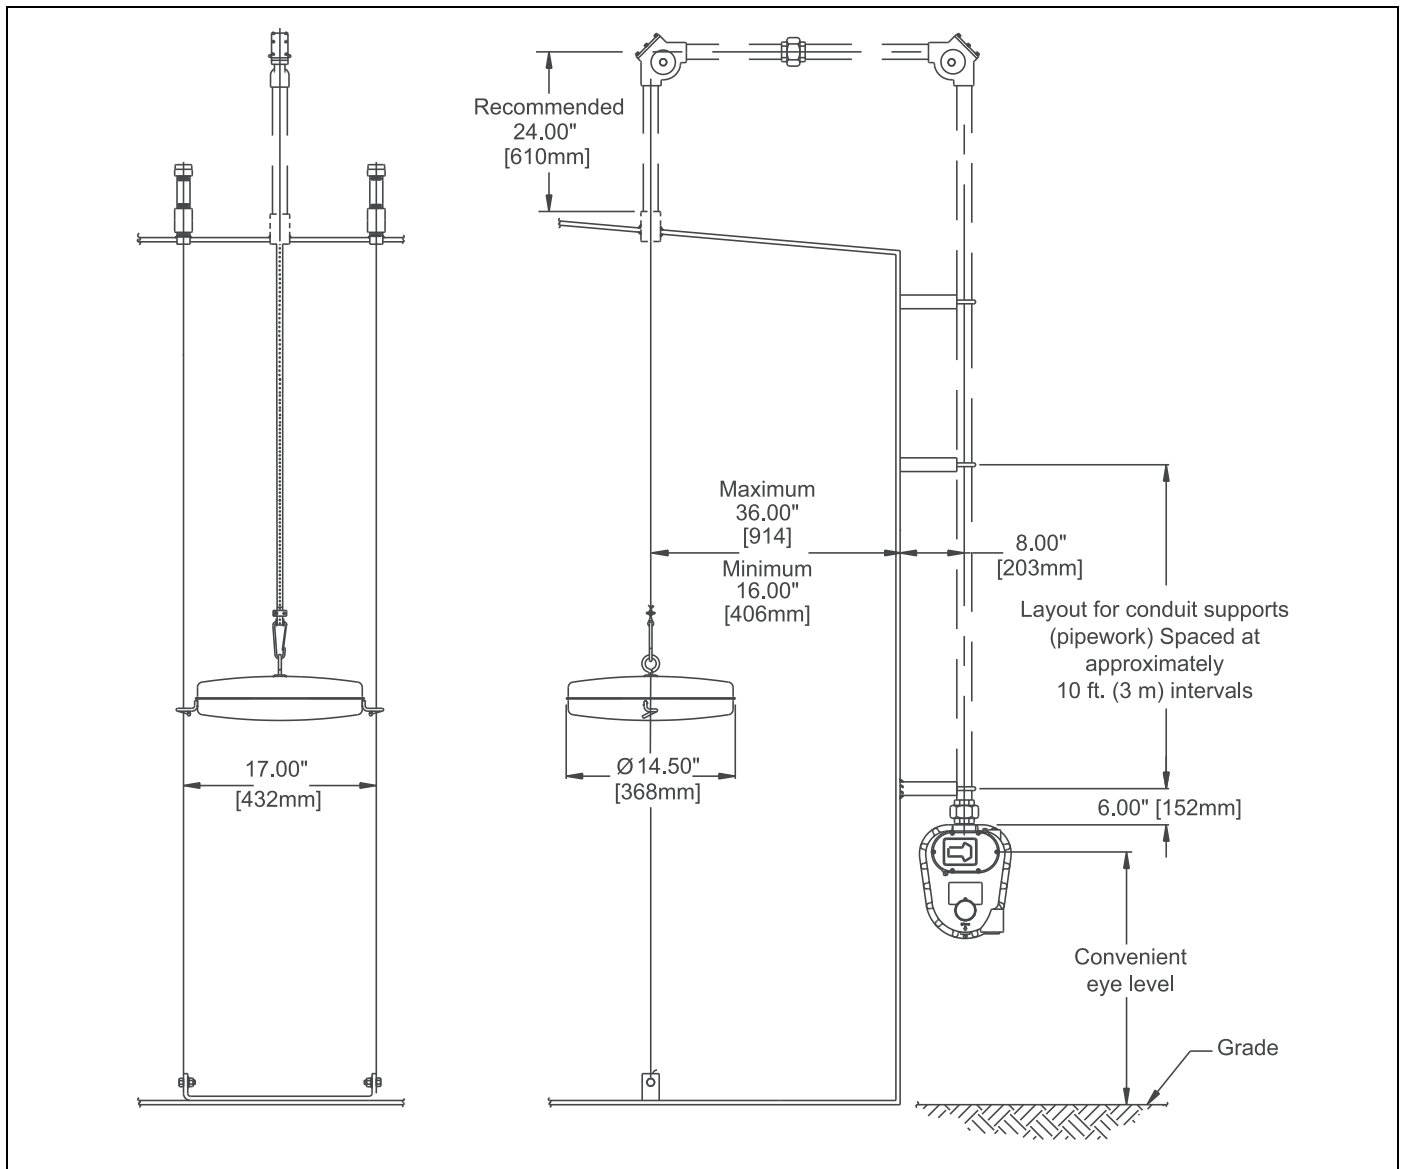 Recommended
24.00"
[610mm]
Maximum
36.00"
[914]
Minimum
16.00"
[406mm]
8.00"
[203mm]
Layout for conduit supports
(pipework) Spaced at
approximately
10 ft. (3 m) intervals
17.00"
[432mm]
Ø 14.50"
[368mm]
6.00" [152mm]
Convenient
eye level
Grade